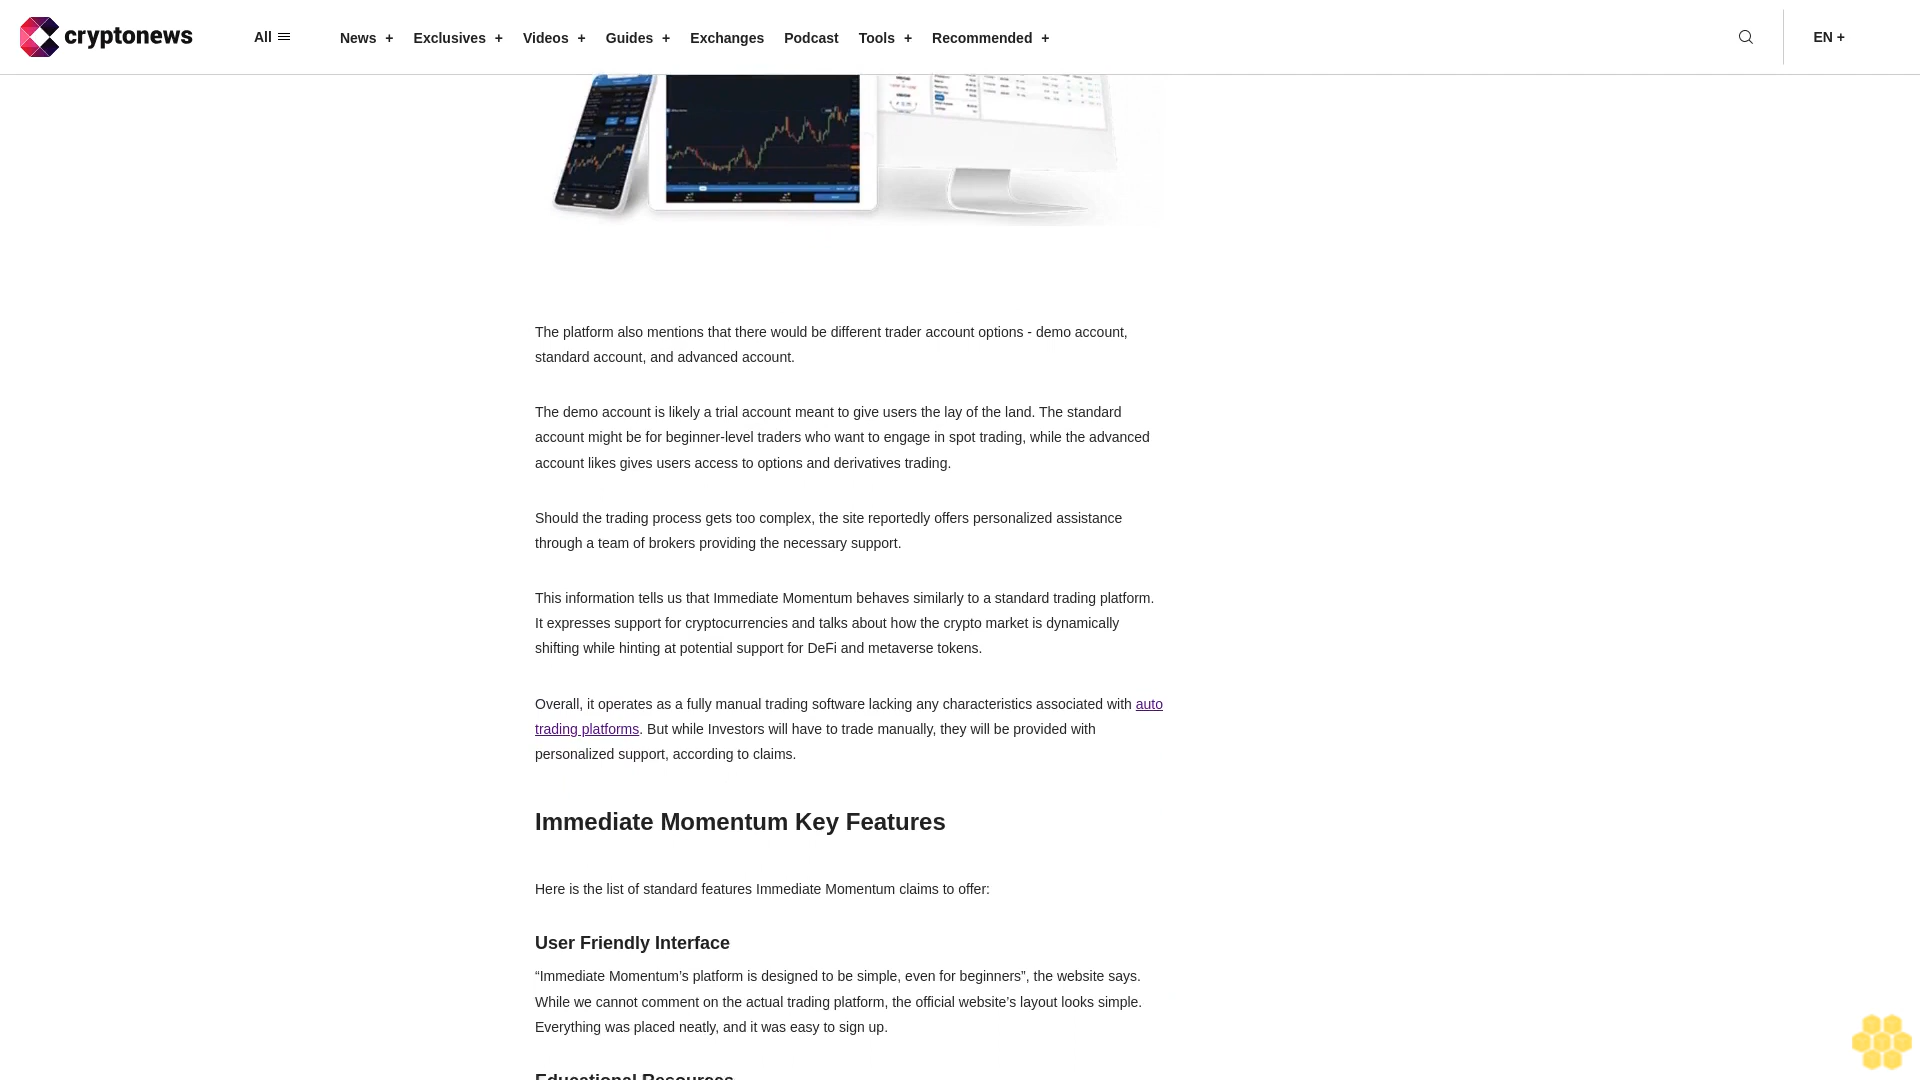 cryptonews
All
News +
Exclusives +
Videos +
Guides +
Exchanges
Podcast
Tools +
Recommended +
EN +
The platform also mentions that there would be different trader account options - demo account,
standard account, and advanced account.
The demo account is likely a trial account meant to give users the lay of the land. The standard
account might be for beginner-level traders who want to engage in spot trading, while the advanced
account likes gives users access to options and derivatives trading.
Should the trading process gets too complex, the site reportedly offers personalized assistance
through a team of brokers providing the necessary support.
This information tells us that Immediate Momentum behaves similarly to a standard trading platform.
It expresses support for cryptocurrencies and talks about how the crypto market is dynamically
shifting while hinting at potential support for DeFi and metaverse tokens.
Overall, it operates as a fully manual trading software lacking any characteristics associated with auto
trading platforms. But while Investors will have to trade manually, they will be provided with
personalized support, according to claims.
Immediate Momentum Key Features
Here is the list of standard features Immediate Momentum claims to offer:
User Friendly Interface
“Immediate Momentum’s platform is designed to be simple, even for beginners”, the website says.
While we cannot comment on the actual trading platform, the official website’s layout looks simple.
Everything was placed neatly, and it was easy to sign up.
Educational Resources